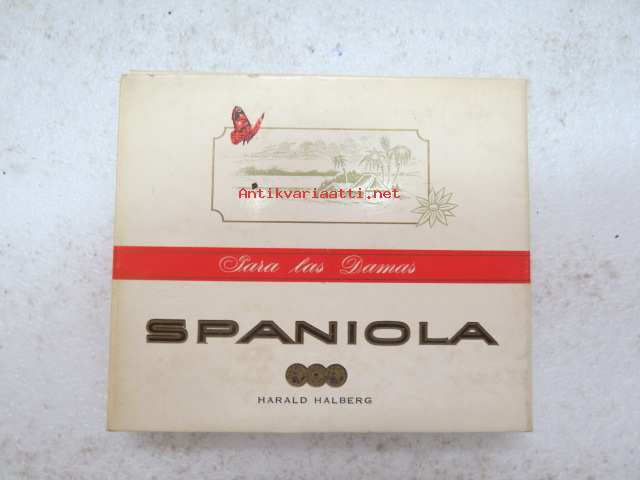 Antikvariaatti.net
Para las Damas
SPANIOLA
HARALD HALBERG